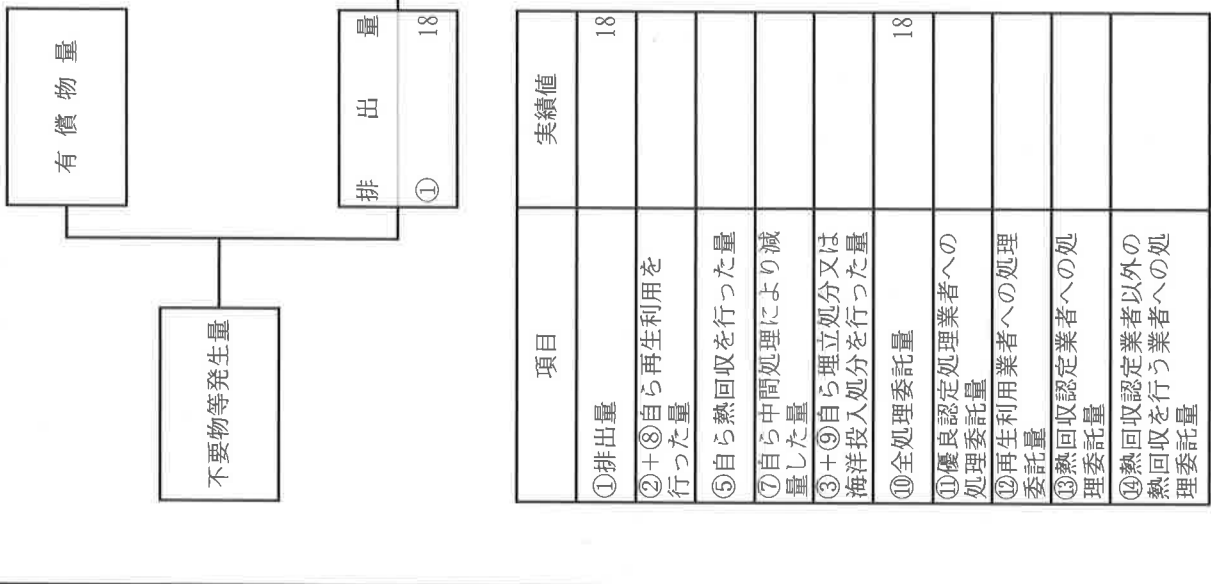 有償物量
不要物等発生量
排出量
① 18
項目 実績値
①排出量 18
②+⑧自ら再生利用を
行った量
⑤自ら熱回収を行った量
⑦自ら中間処理により減
量した量
③+⑨自ら埋立処分又は
海洋投入処分を行った量
⑩全処理委託量 18
⑪優良認定処理業者への
処理委託量
⑫再生利用業者への処理
委託量
⑬熱回収認定業者への処
理委託量
⑭熱回収認定業者以外の
熱回収を行う業者への処
理委託量